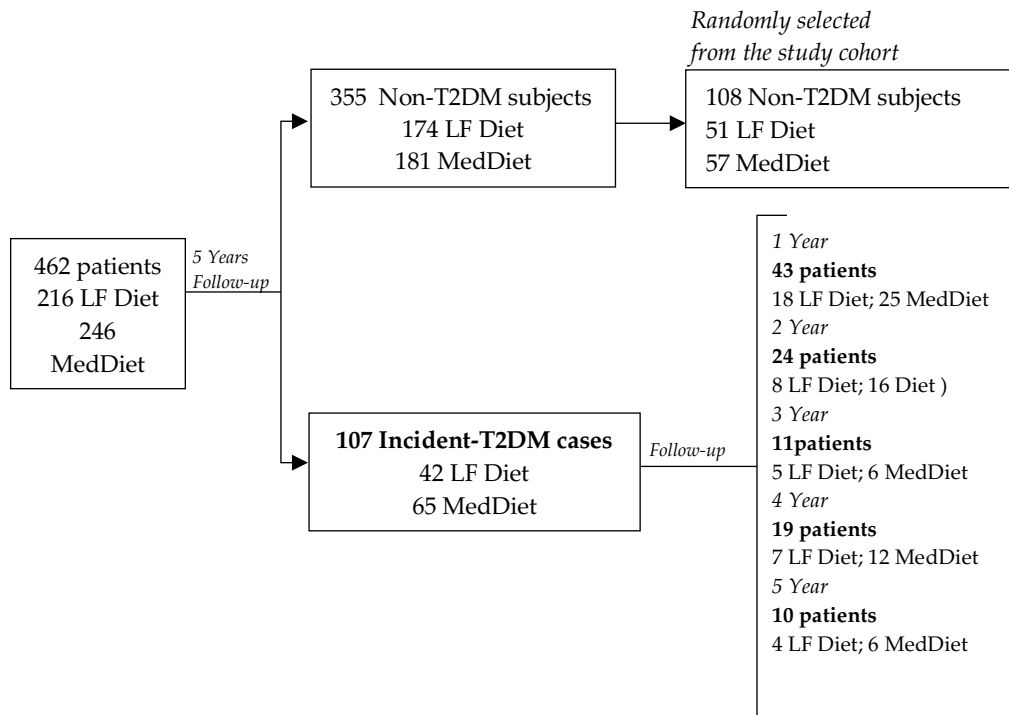 Randomly selected
from the study cohort
355 Non-T2DM subjects
174 LF Diet
181 MedDiet
108 Non-T2DM subjects
51 LF Diet
57 MedDiet
462 patients
216 LF Diet
246
MedDiet
5 Years
Follow-up
107 Incident-T2DM cases
42 LF Diet
65 MedDiet
Follow-up
1 Year
43 patients
18 LF Diet; 25 MedDiet
2 Year
24 patients
8 LF Diet; 16 Diet )
3 Year
11patients
5 LF Diet; 6 MedDiet
4 Year
19 patients
7 LF Diet; 12 MedDiet
5 Year
10 patients
4 LF Diet; 6 MedDiet